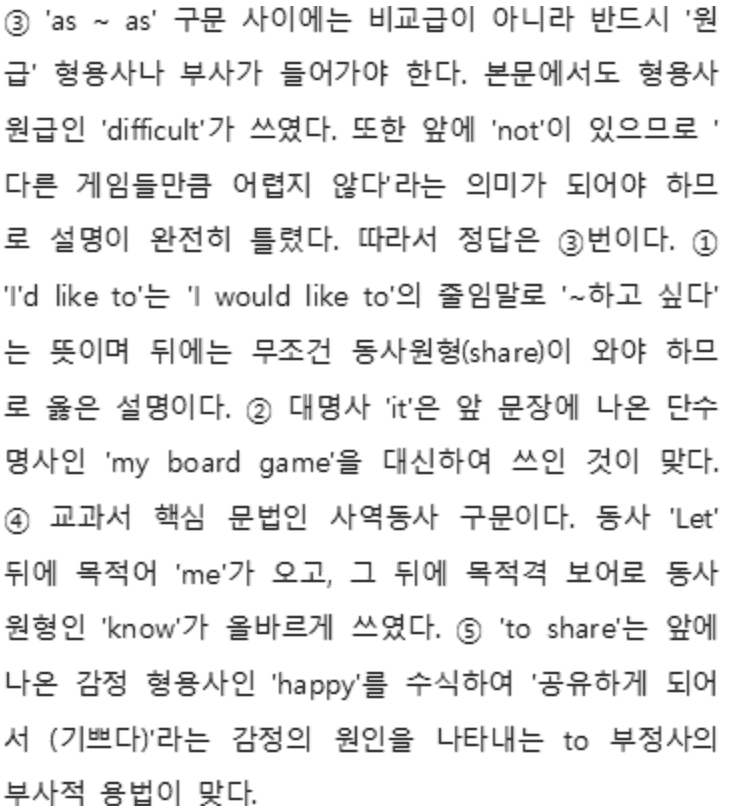 ③ 'as ~ as' 구문 사이에는 비교급이 아니라 반드시 '원
급' 형용사나 부사가 들어가야 한다. 본문에서도 형용사
원급인 'difficult'가 쓰였다. 또한 앞에 'not'이 있으므로 '
다른 게임들만큼 어렵지 않다'라는 의미가 되어야 하므
로 설명이 완전히 틀렸다. 따라서 정답은 ③번이다. ①
'I'd like to'는 'I would like to'의 줄임말로 '~하고 싶다'
는 뜻이며 뒤에는 무조건 동사원형(share)이 와야 하므
로 옳은 설명이다. ② 대명사 'it'은 앞 문장에 나온 단수
명사인 'my board game'을 대신하여 쓰인 것이 맞다.
④ 교과서 핵심 문법인 사역동사 구문이다. 동사 'Let'
뒤에 목적어 'me'가 오고, 그 뒤에 목적격 보어로 동사
원형인 'know'가 올바르게 쓰였다. ⑤ 'to share'는 앞에
나온 감정 형용사인 'happy'를 수식하여 '공유하게 되어
서 (기쁘다)'라는 감정의 원인을 나타내는 to 부정사의
부사적 용법이 맞다.